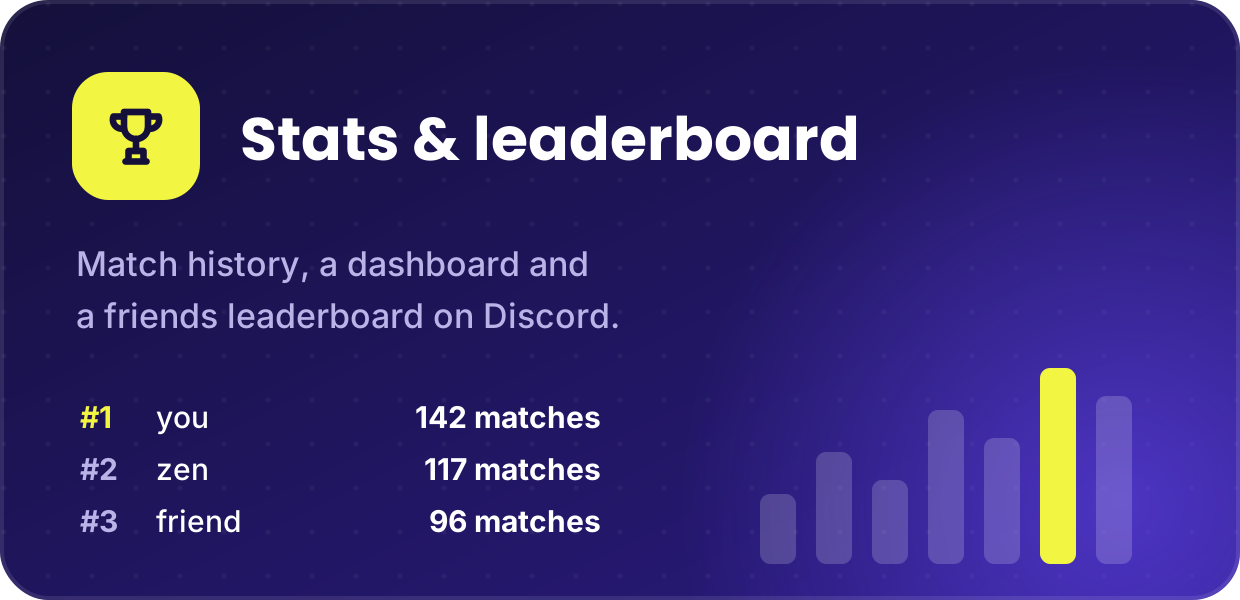 Stats & leaderboard
Match history, a dashboard and
a friends leaderboard on Discord.
#1 you 142 matches
#2 zen 117 matches
#3 friend 96 matches